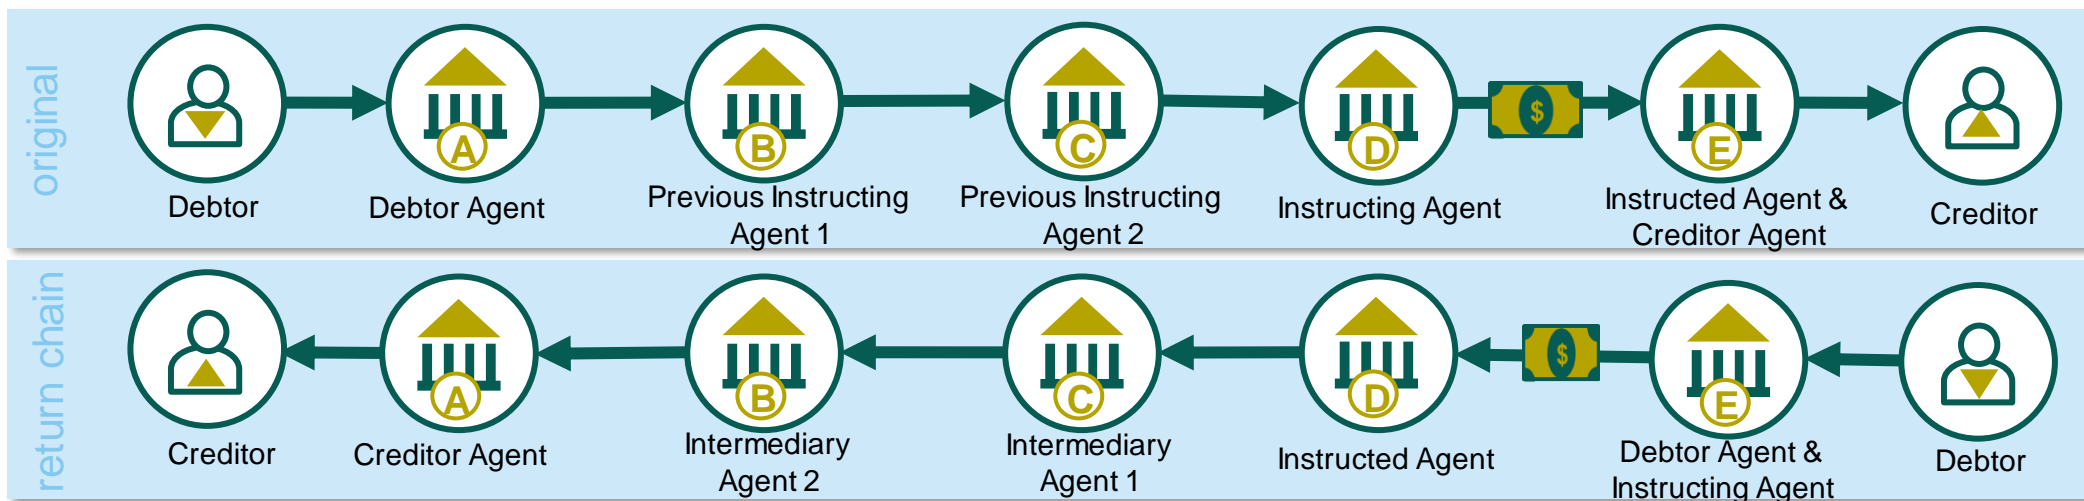 original
A
B
C
D
$
E
Debtor
Debtor Agent
Previous Instructing
Agent 1
Previous Instructing
Agent 2
Instructing Agent
Instructed Agent &
Creditor Agent
Creditor
return chain
A
B
C
D
$
E
Creditor
Creditor Agent
Intermediary
Agent 2
Intermediary
Agent 1
Instructed Agent
Debtor Agent &
Instructing Agent
Debtor